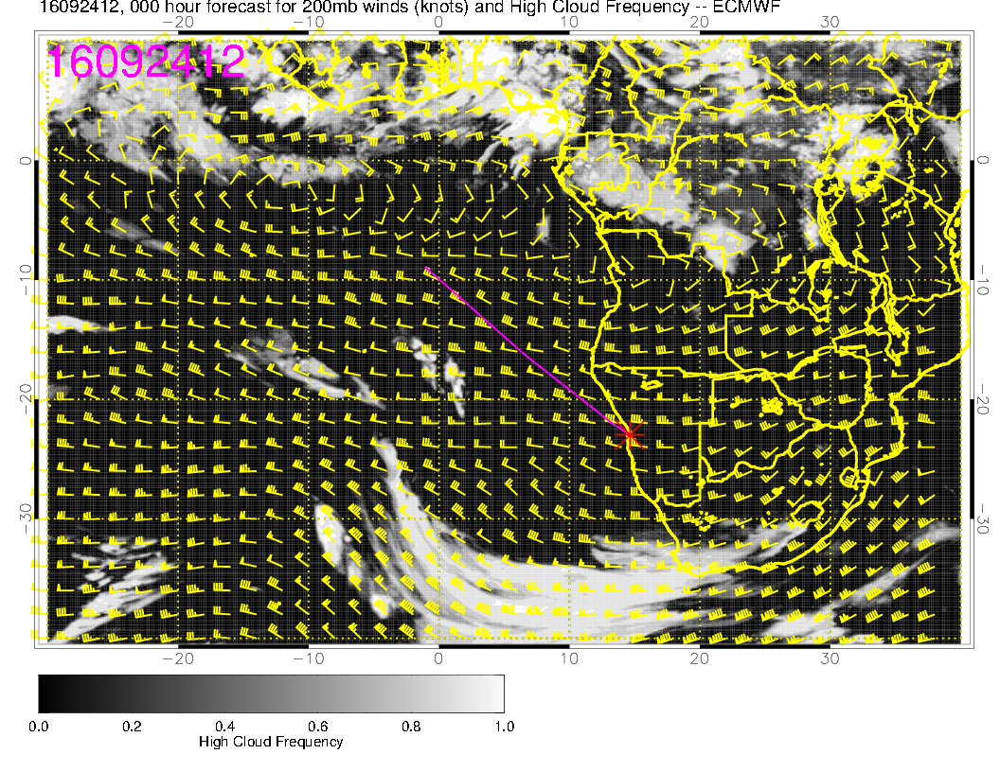 16092412, 000 hour forecast for 200mb winds (knots) and High Cloud Frequency -- ECMWF
−20 −10 0 10 20 30
16092412
0 0
−10 −10
−20 −20
−30 −30
−20 −10 0 10 20 30
0.0 0.2 0.4 0.6 0.8 1.0
High Cloud Frequency